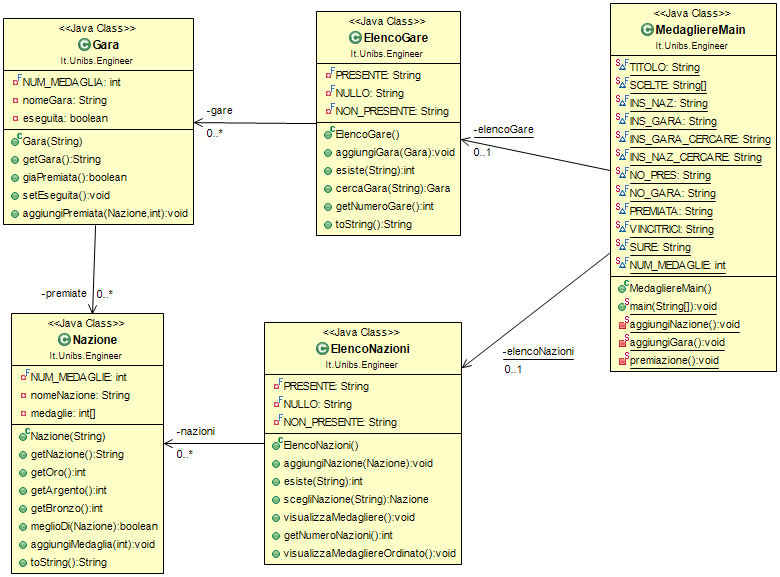 <<Java Class>>
Gara
It.Unibs.Engineer
NUM_MEDAGLIA: int
nomeGara: String
eseguita: boolean
Gara(String)
getGara():String
giaPremiata():boolean
setEseguita():void
aggiungiPremiata(Nazione,int):void
-gare
0..*
<<Java Class>>
ElencoGare
It.Unibs.Engineer
PRESENTE: String
NULLO: String
NON_PRESENTE: String
ElencoGare()
aggiungiGara(Gara):void
esiste(String):int
cercaGara(String):Gara
getNumeroGare():int
toString():String
-elencoGare
0..1
<<Java Class>>
MedagliereMain
It.Unibs.Engineer
TITOLO: String
SCELTE: String[]
INS_NAZ: String
INS_GARA: String
INS_GARA_CERCARE: String
INS_NAZ_CERCARE: String
NO_PRES: String
NO_GARA: String
PREMIATA: String
VINCITRICI: String
SURE: String
NUM_MEDAGLIE: int
MedagliereMain()
main(String[]):void
aggiungiNazione():void
aggiungiGara():void
premiazione():void
-premiate
0..*
<<Java Class>>
Nazione
It.Unibs.Engineer
NUM_MEDAGLIE: int
nomeNazione: String
medaglie: int[]
Nazione(String)
getNazione():String
getOro():int
getArgento():int
getBronzo():int
meglioDi(Nazione):boolean
aggiungiMedaglia(int):void
toString():String
-nazioni
0..*
<<Java Class>>
ElencoNazioni
It.Unibs.Engineer
PRESENTE: String
NULLO: String
NON_PRESENTE: String
ElencoNazioni()
aggiungiNazione(Nazione):void
esiste(String):int
scegliNazione(String):Nazione
visualizzaMedagliere():void
getNumeroNazioni():int
visualizzaMedagliereOrdinato():void
-elencoNazioni
0..1